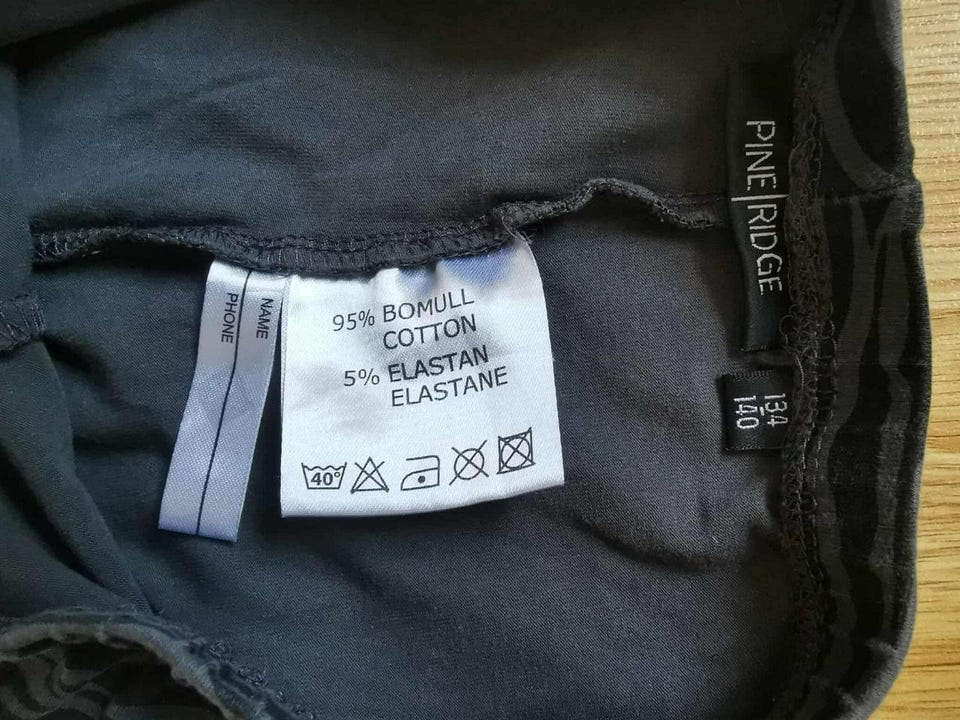 PINE|RIDGE
134-
140
NAME
PHONE
95% BOMULL
COTTON
5% ELASTAN
ELASTANE
40°